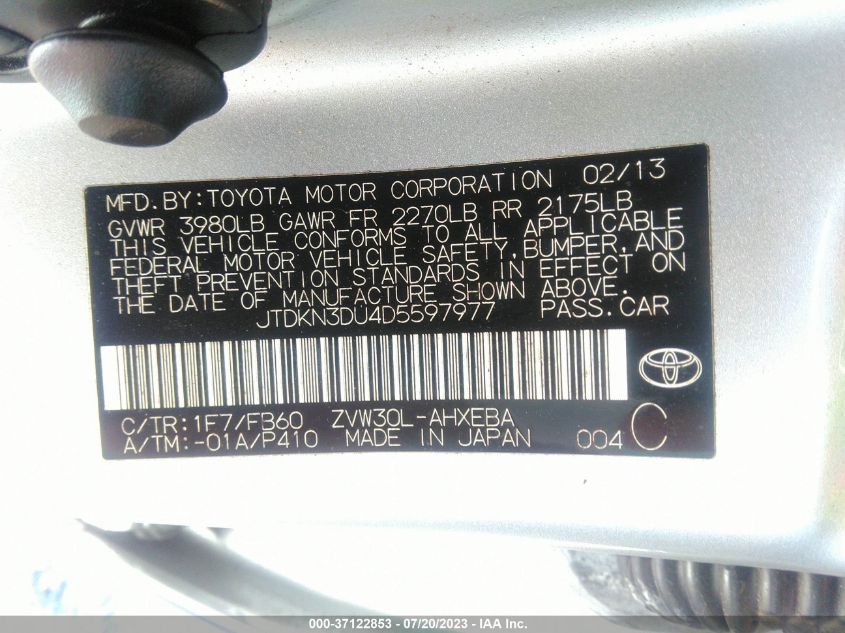 MFD. BY: TOYOTA MOTOR CORPORATION 02/13
GVWR 3980LB GAWR FR 2270LB RR 2175LB
THIS VEHICLE CONFORMS TO ALL APPLICABLE
FEDERAL MOTOR VEHICLE SAFETY, BUMPER, AND
THEFT PREVENTION STANDARDS IN EFFECT ON
THE DATE OF MANUFACTURE SHOWN ABOVE.
JTDKN3DU4D5597977 PASS. CAR
C/TR: 1F7/FB60 ZVW30L-AHXEBA
A/TM: -01A/P410 MADE IN JAPAN 004 C
000-37122853 - 07/20/2023 - IAA Inc.